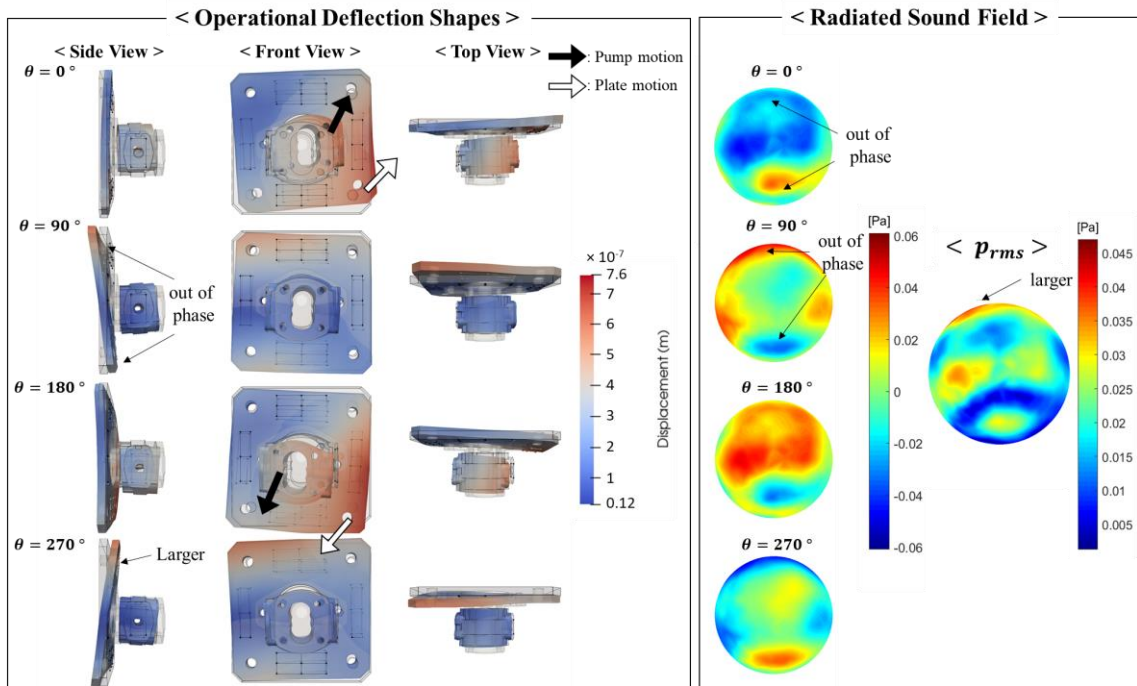 < Operational Deflection Shapes >
< Side View >
< Front View >
< Top View >
: Pump motion
: Plate motion
θ = 0 °
θ = 90 °
out of
phase
θ = 180 °
θ = 270 °
Larger
× 10⁻⁷
7.6
7
6
5
4
3
2
1
0.12
Displacement (m)
< Radiated Sound Field >
θ = 0 °
out of
phase
θ = 90 °
out of
phase
θ = 180 °
θ = 270 °
[Pa]
0.06
0.04
0.02
0
-0.02
-0.04
-0.06
< p_rms >
larger
[Pa]
0.045
0.04
0.035
0.03
0.025
0.02
0.015
0.01
0.005